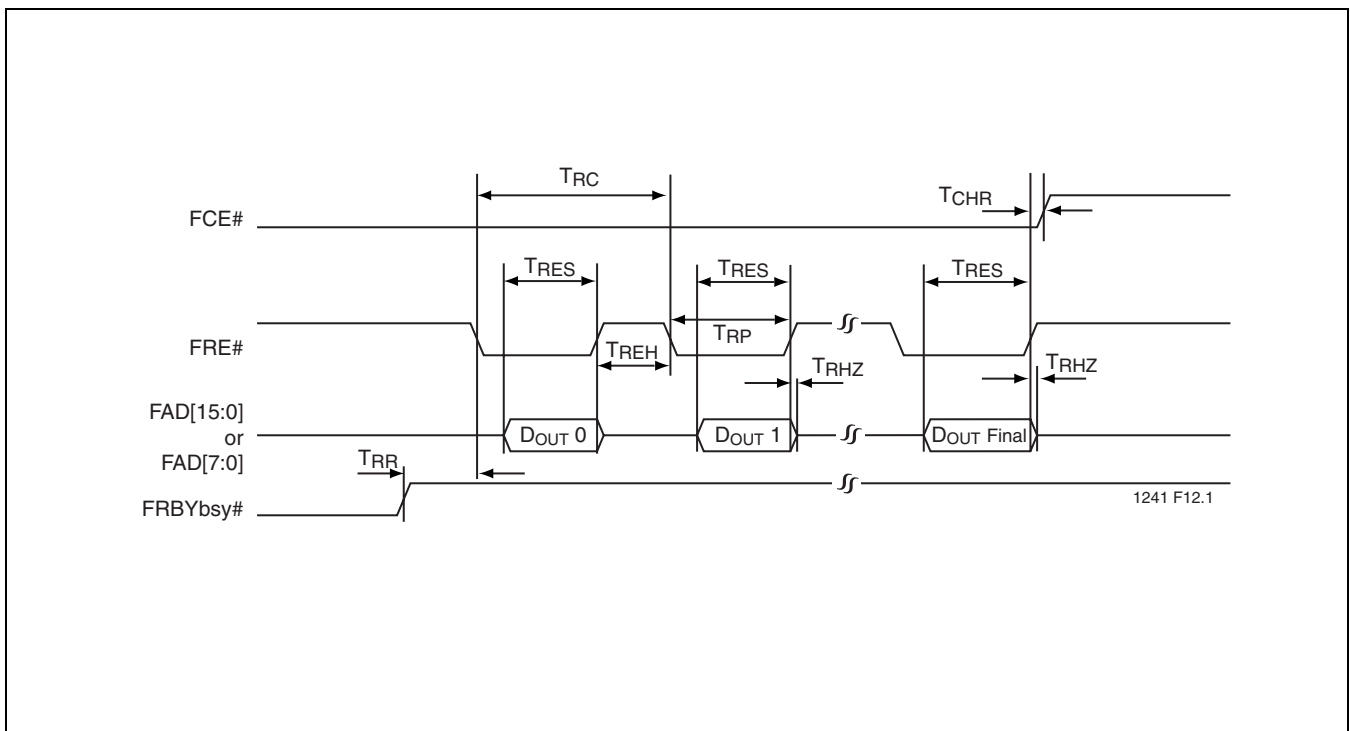 TRC
TCHR
FCE#
TRES TRES TRES
TRP
FRE#
TREH
TRHZ TRHZ
FAD[15:0]
or
FAD[7:0]
DOUT 0 DOUT 1 DOUT Final
TRR
FRBYbsy#
1241 F12.1